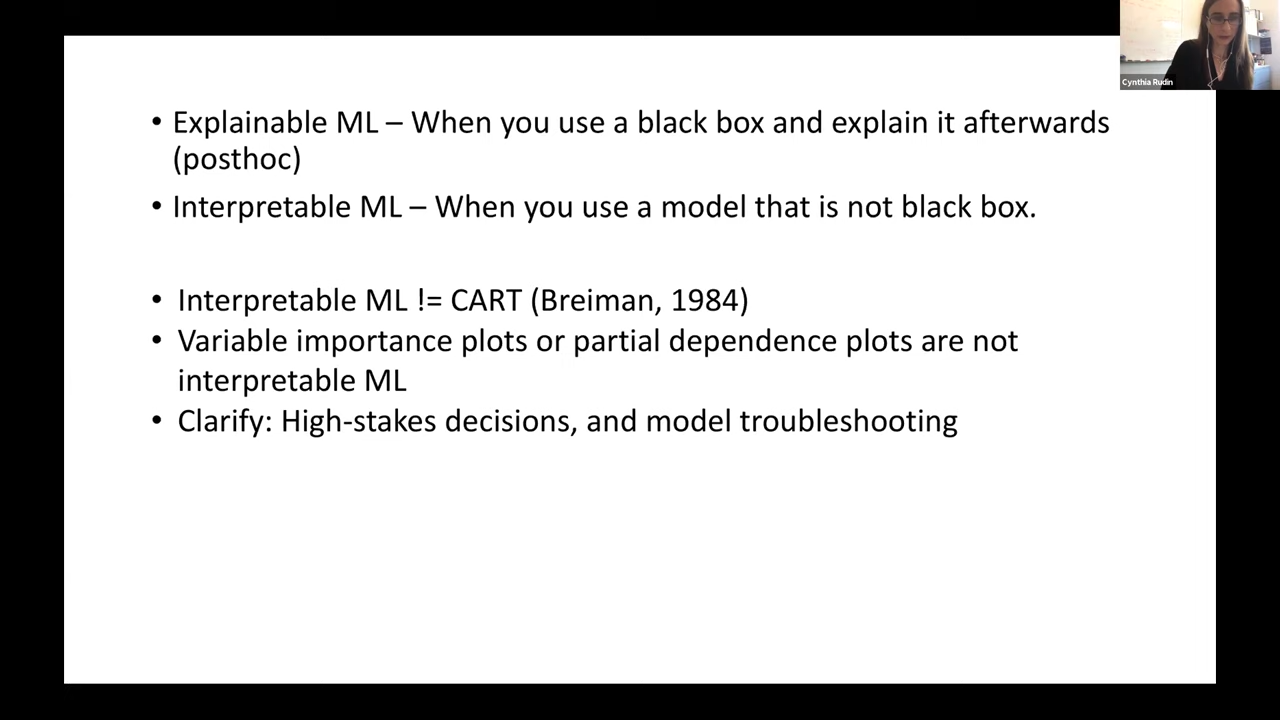 Cynthia Rudin
• Explainable ML – When you use a black box and explain it afterwards
(posthoc)
• Interpretable ML – When you use a model that is not black box.
• Interpretable ML != CART (Breiman, 1984)
• Variable importance plots or partial dependence plots are not
interpretable ML
• Clarify: High-stakes decisions, and model troubleshooting